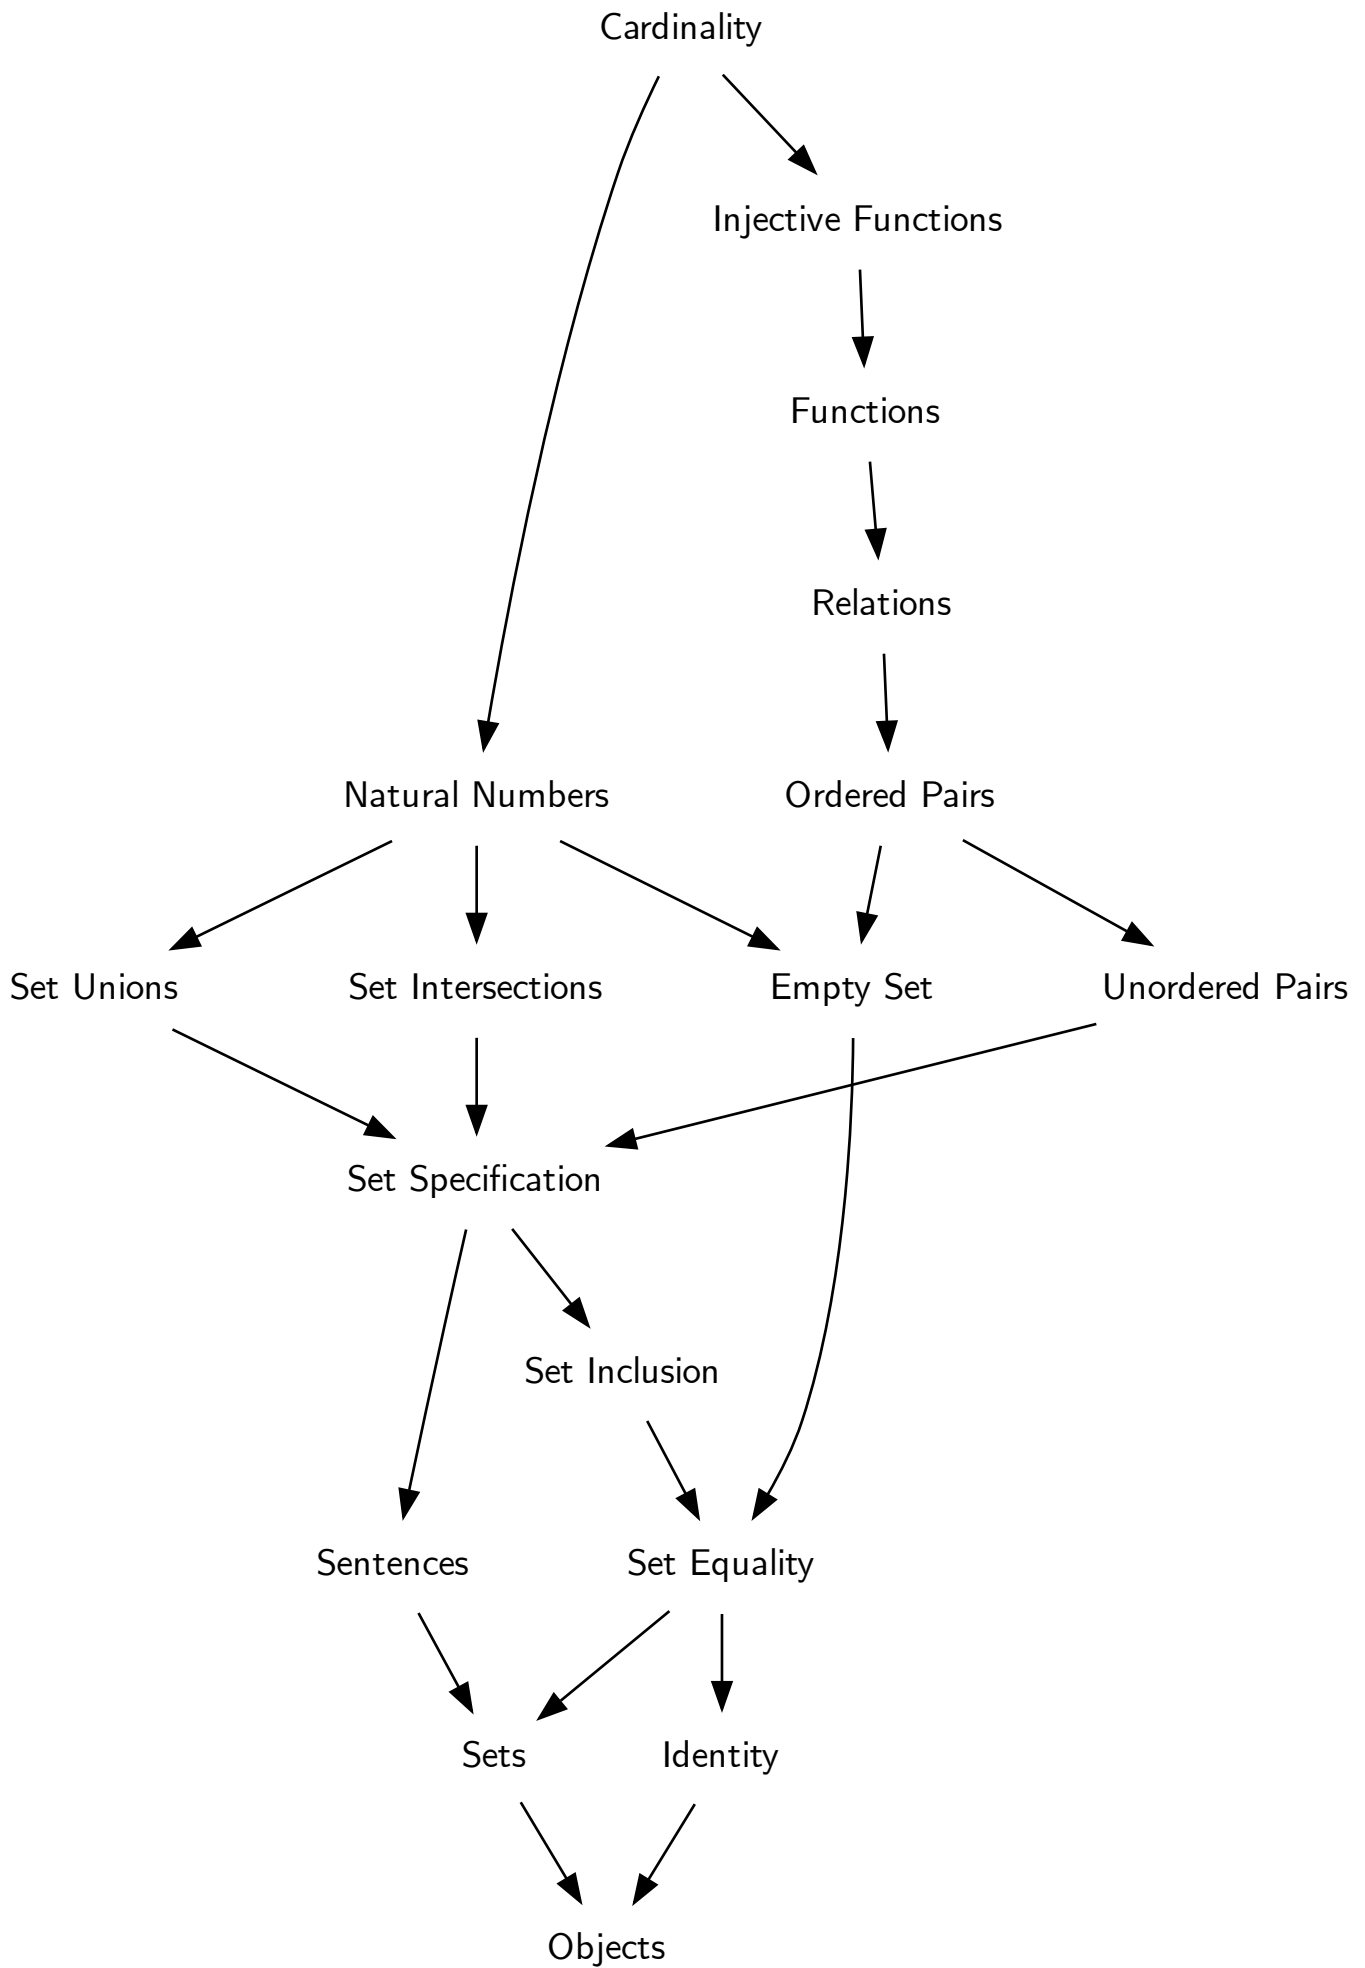 Cardinality
Injective Functions
Functions
Relations
Natural Numbers
Ordered Pairs
Set Unions
Set Intersections
Empty Set
Unordered Pairs
Set Specification
Set Inclusion
Sentences
Set Equality
Sets
Identity
Objects